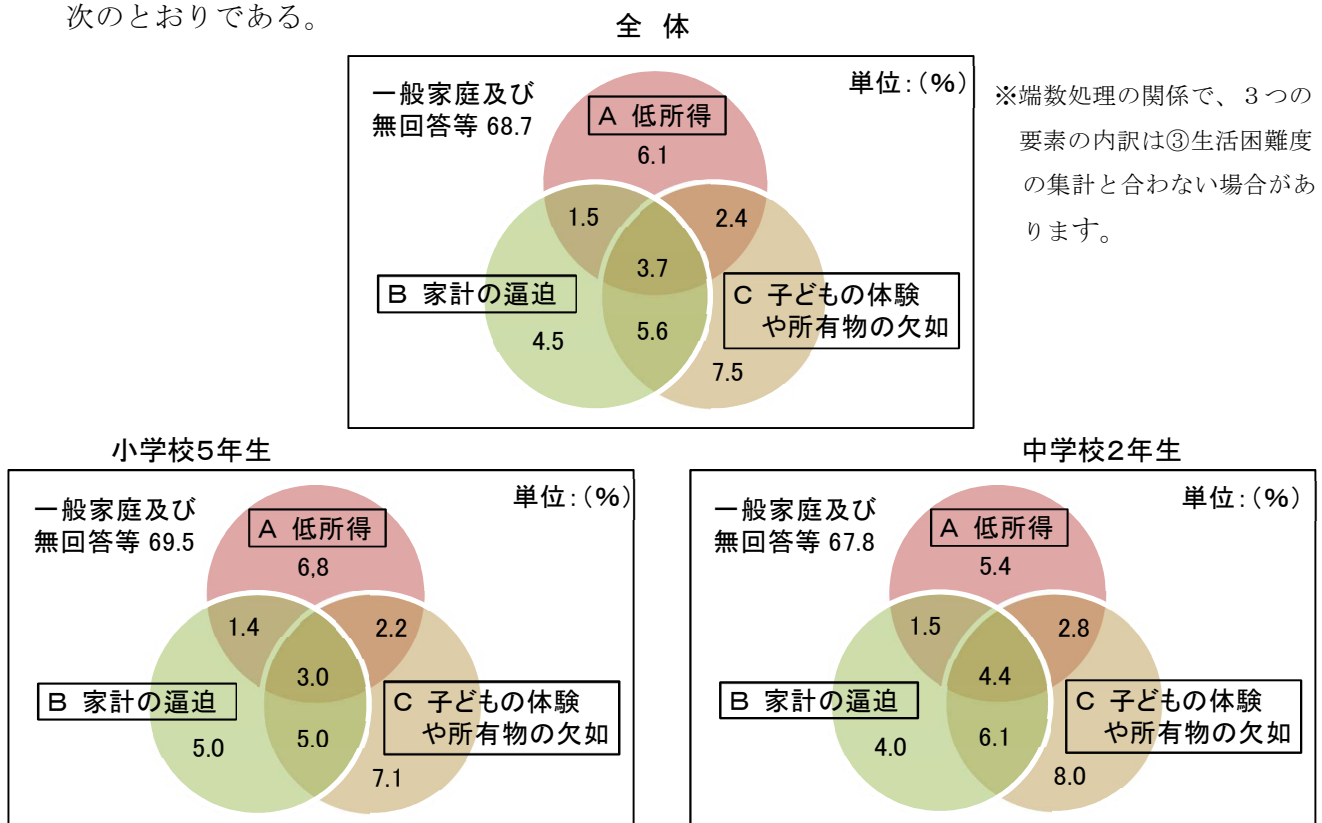 次のとおりである。
全 体
単位:(%)
一般家庭及び
無回答等 68.7
A 低所得
6.1
1.5
2.4
3.7
B 家計の逼迫
C 子どもの体験
や所有物の欠如
4.5
5.6
7.5
※端数処理の関係で、3つの
要素の内訳は③生活困難度
の集計と合わない場合があ
ります。
小学校5年生
単位:(%)
一般家庭及び
無回答等 69.5
A 低所得
6,8
1.4
2.2
3.0
B 家計の逼迫
C 子どもの体験
や所有物の欠如
5.0
5.0
7.1
中学校2年生
単位:(%)
一般家庭及び
無回答等 67.8
A 低所得
5.4
1.5
2.8
4.4
B 家計の逼迫
C 子どもの体験
や所有物の欠如
4.0
6.1
8.0